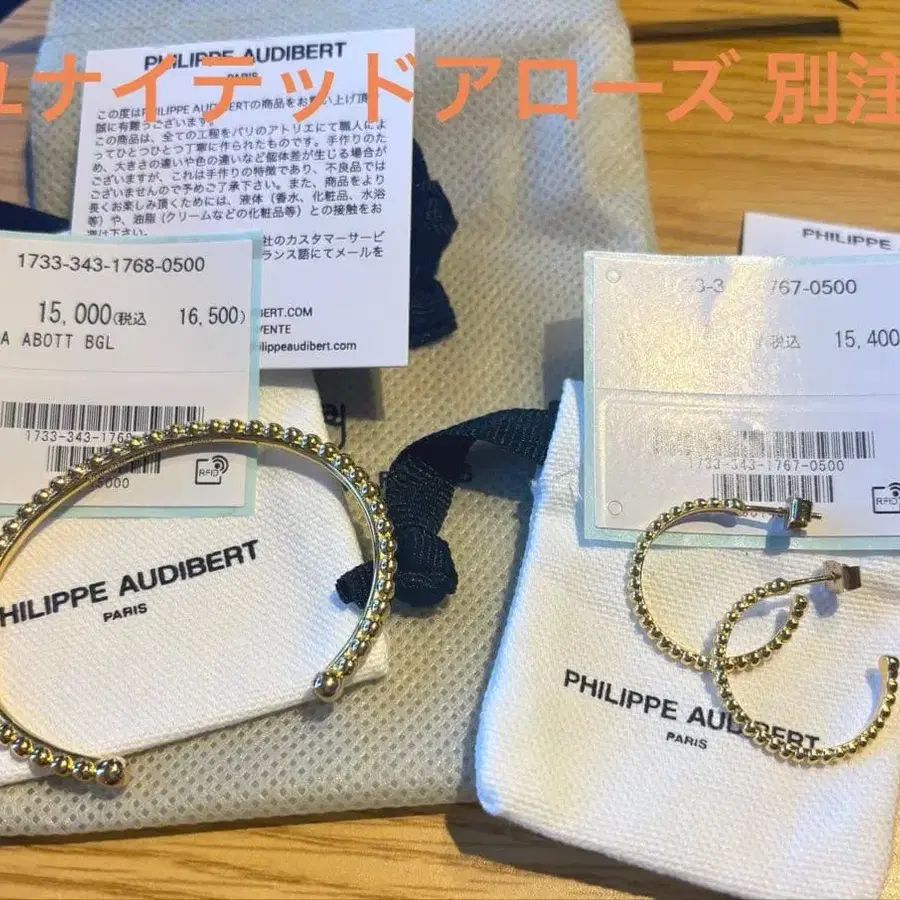 ユナイテッドアローズ 別注
PHILIPPE AUDIBERT
PARIS
この度はPHILIPPE AUDIBERTの商品をお買い上げ頂
誠に有難うございます。
この商品は、全ての工程をパリのアトリエにて職人によ
ってひとつひとつ丁寧に作られたものです。手作りのた
め、大きさの違いや色の違いなど個体差が生じる場合が
ございますが、これは手作りの特徴であり、不良品では
ございませんので予めご了承下さい。また、商品をより
長くお楽しみ頂くためには、液体（香水、化粧品、水浴
等）や、油脂（クリームなどの化粧品等）との接触をお
避け下さい。
社のカスタマーサービ
ランス語にてメールを
BERT.COM
VENTE
hilippeaudibert.com
1733-343-1768-0500
15,000(税込 16,500)
A ABOTT BGL
1733-343-1768
5000
RFID
PHILIPPE AUDIBERT
PARIS
PHILIPPE
3-3 767-0500
税込 15,400
1733-343-1767-0500
RFID
PHILIPPE AUDIBERT
PARIS